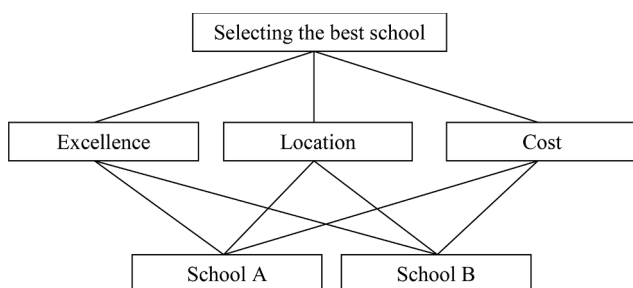 Selecting the best school
Excellence
Location
Cost
School A
School B